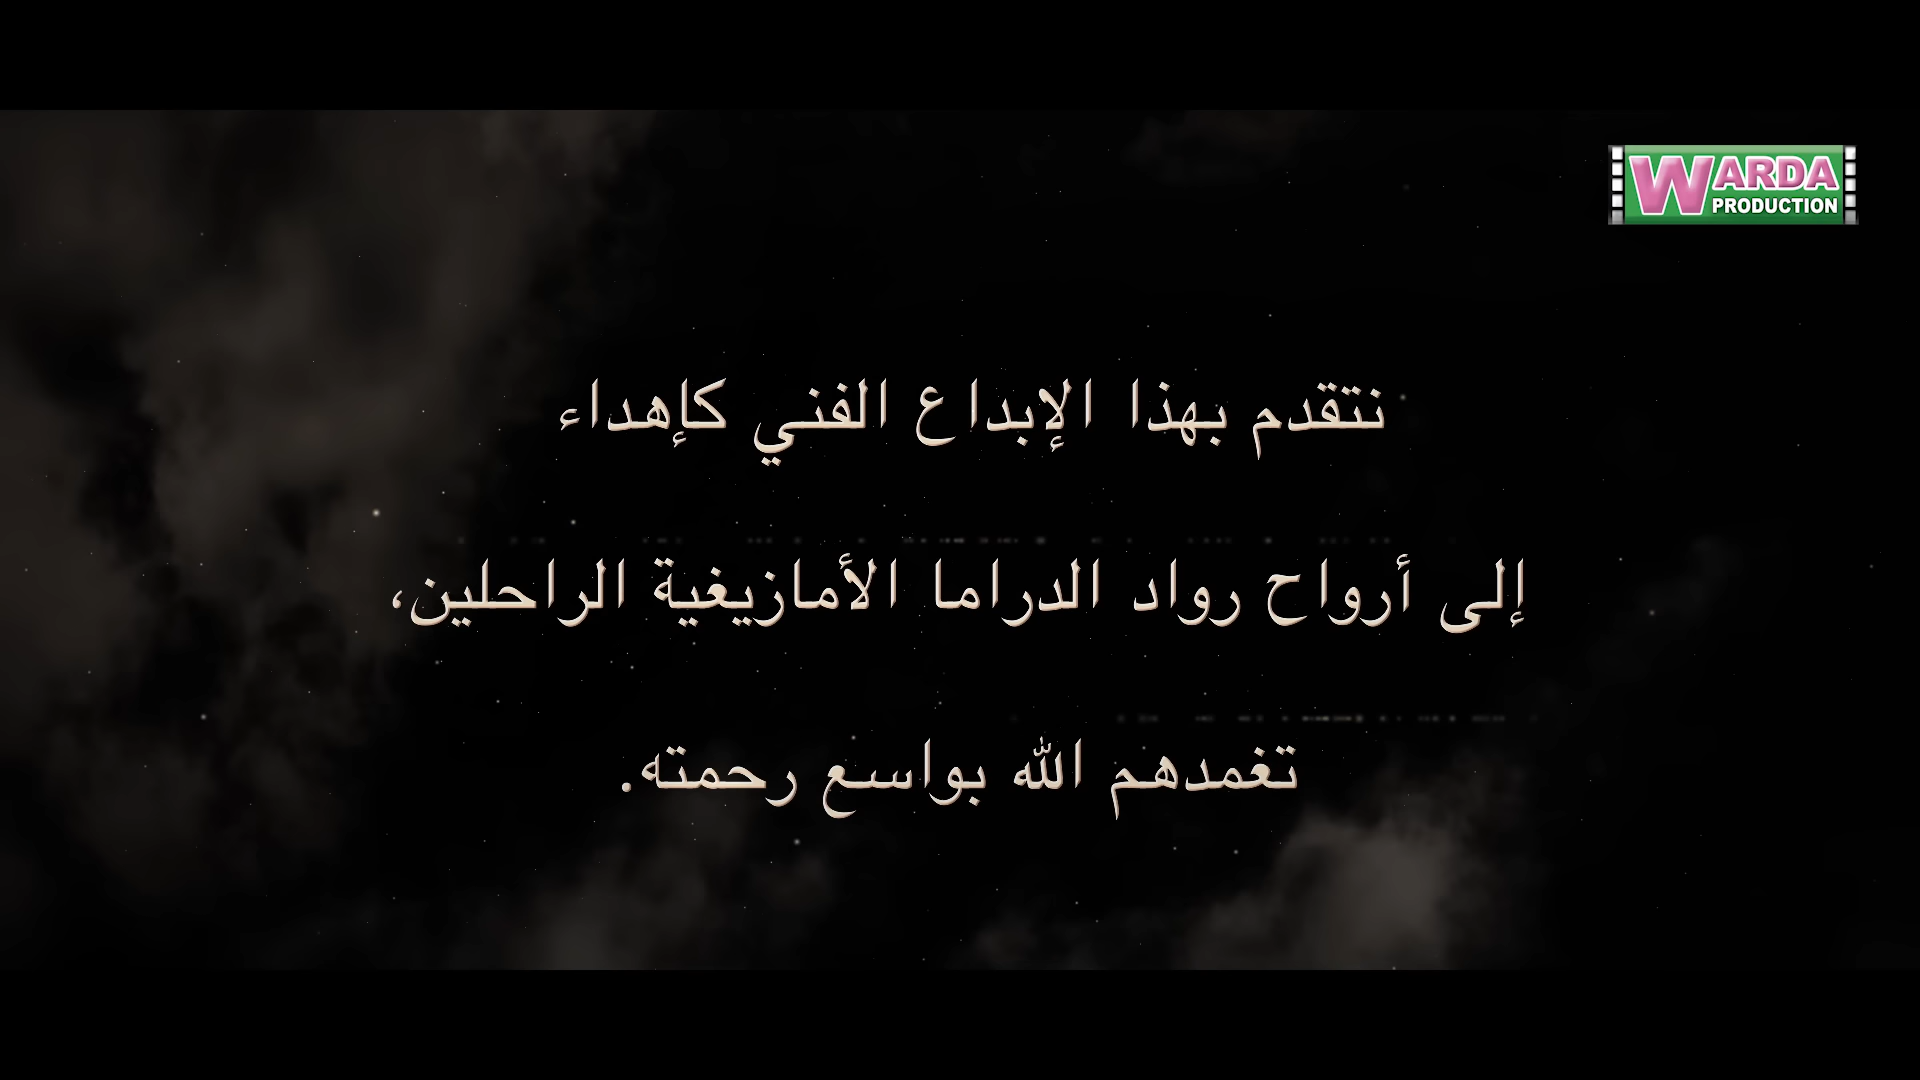 WARDA
PRODUCTION
نتقدم بهذا الإبداع الفني كإهداء
إلى أرواح رواد الدراما الأمازيغية الراحلين،
تغمدهم الله بواسع رحمته.